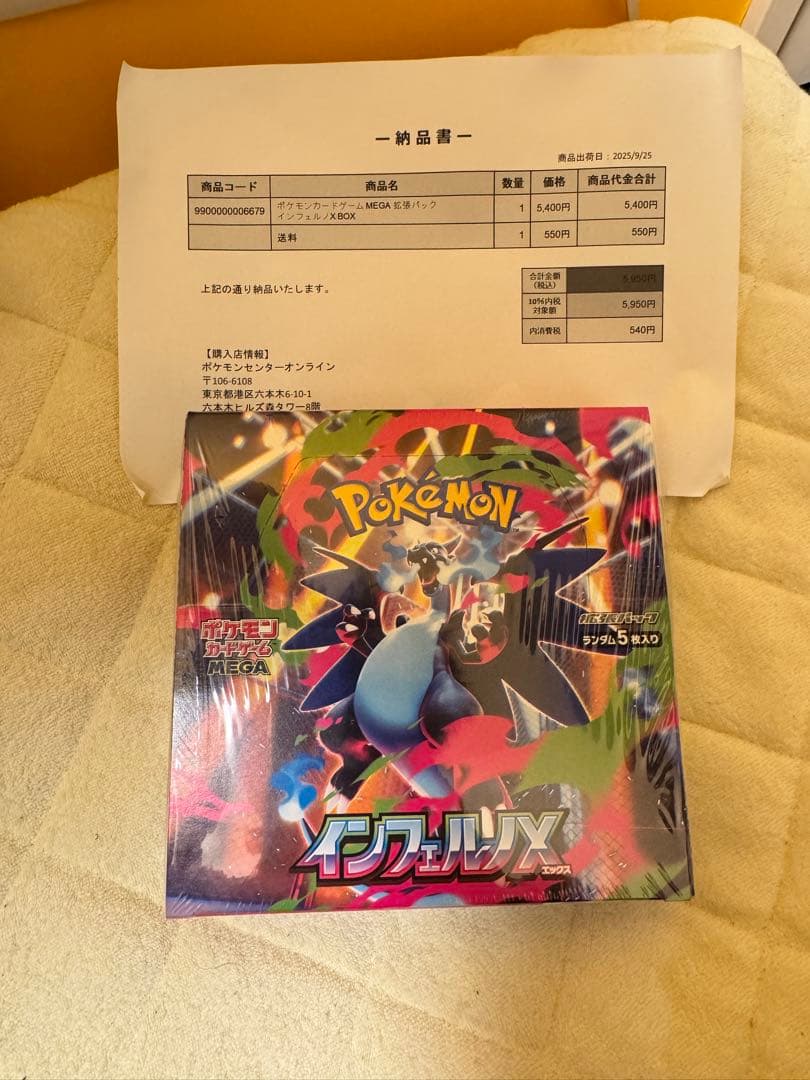 ー納品書ー
商品出荷日：2025/9/25
商品コード 商品名 数量 価格 商品代金合計
9900000006679 ポケモンカードゲーム MEGA 拡張パック インフェルノX BOX 1 5,400円 5,400円
送料 1 550円 550円
上記の通り納品いたします。
合計金額（税込） 5,950円
10％内税対象額 5,950円
内消費税 540円
【購入店情報】
ポケモンセンターオンライン
〒106-6108
東京都港区六本木6-10-1
六本木ヒルズ森タワー8階
POKéMON
ポケモン
カードゲーム
MEGA
拡張パック
ランダム5枚入り
インフェルノX
エックス